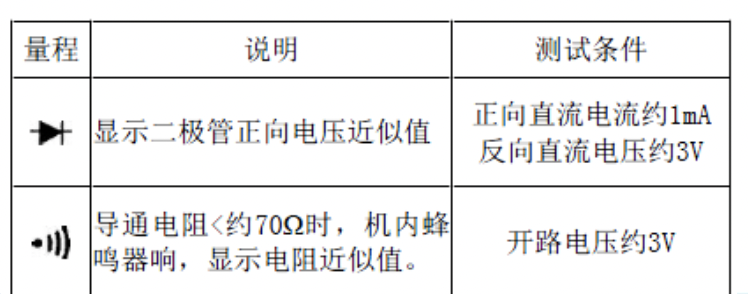 量程 说明 测试条件
显示二极管正向电压近似值
正向直流电流约1mA
反向直流电压约3V
导通电阻<约70Ω时，机内蜂
鸣器响，显示电阻近似值。
开路电压约3V